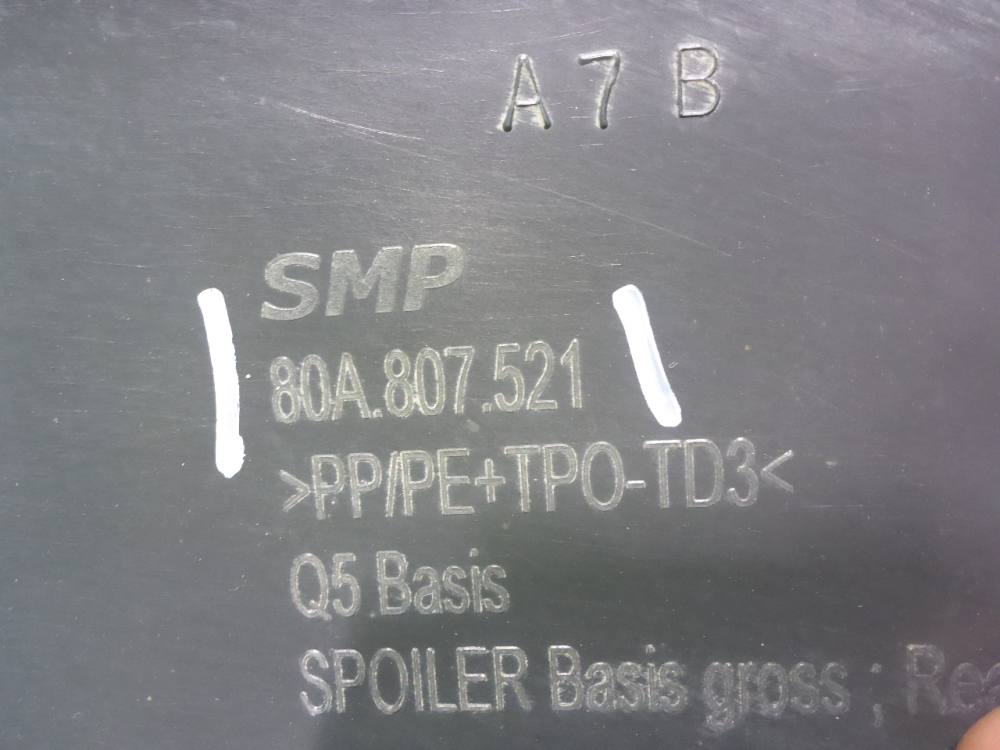 A 7 B
SMP
80A.807.521
>PP/PE+TPO-TD3<
Q5 Basis
SPOILER Basis gross ;